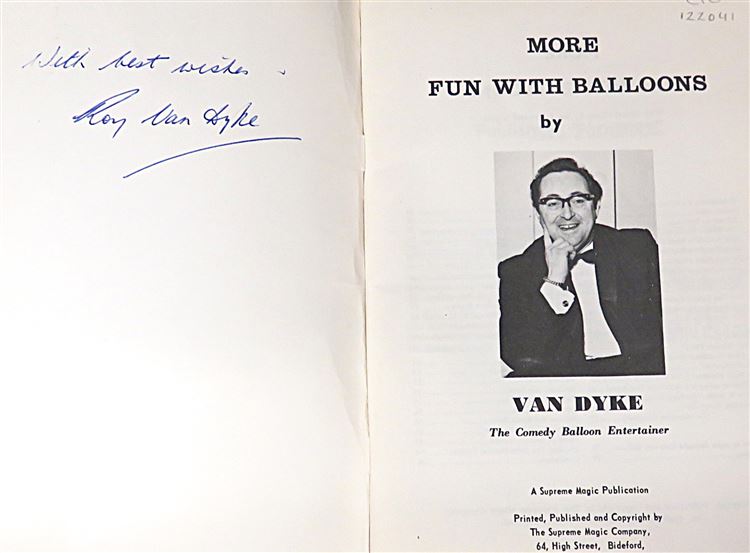 With best wishes
Roy Van Dyke
122041
MORE
FUN WITH BALLOONS
by
VAN DYKE
The Comedy Balloon Entertainer
A Supreme Magic Publication
Printed, Published and Copyright by
The Supreme Magic Company,
64, High Street, Bideford,